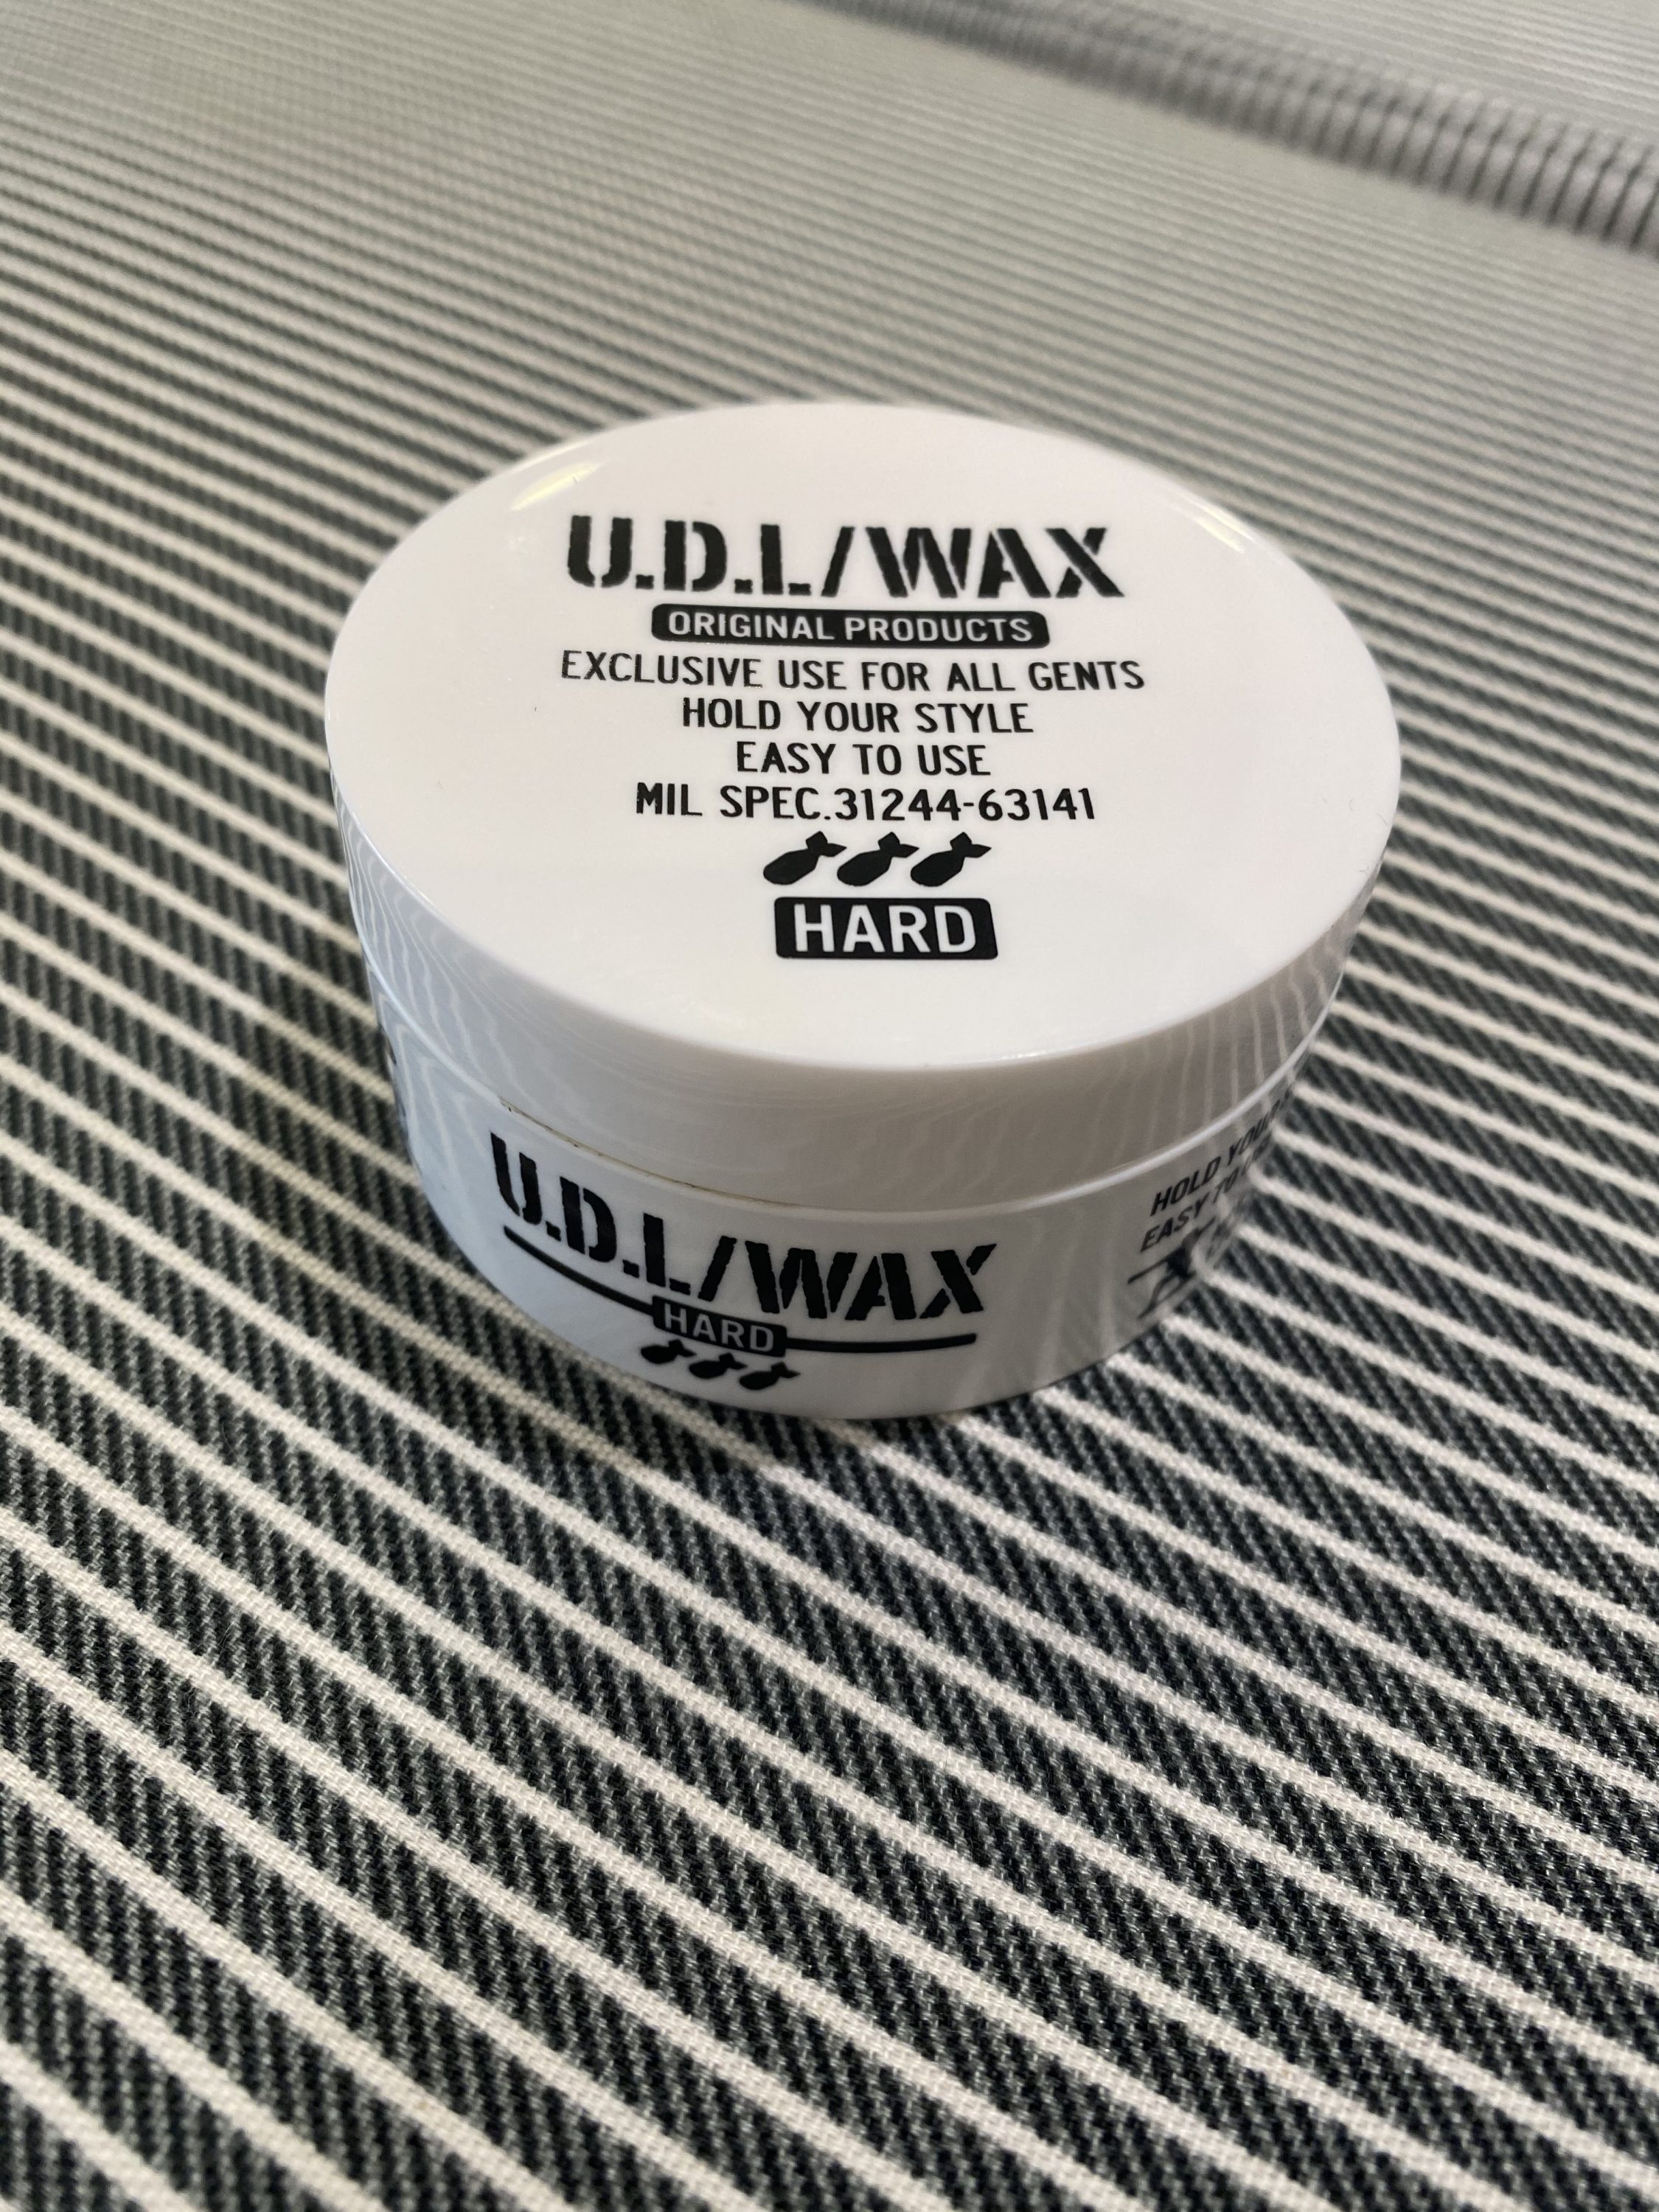 U.D.L/WAX
ORIGINAL PRODUCTS
EXCLUSIVE USE FOR ALL GENTS
HOLD YOUR STYLE
EASY TO USE
MIL SPEC.31244-63141
HARD
U.D.L/WAX
HARD
HOLD
EASY